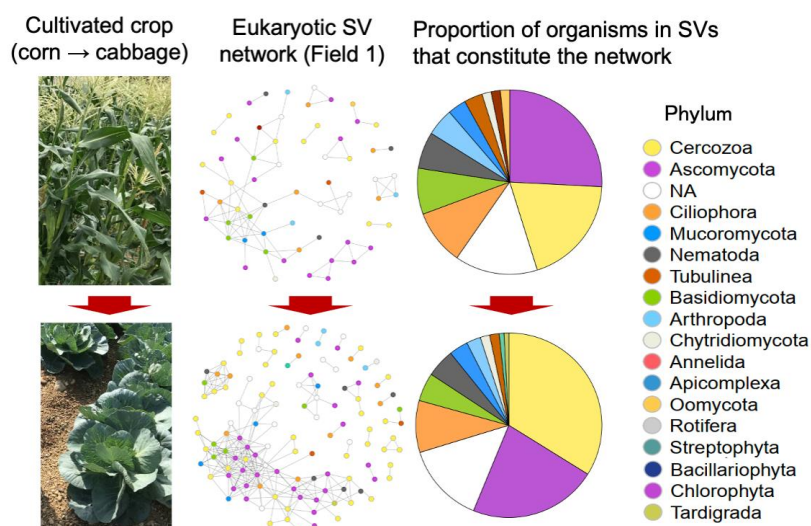 Cultivated crop
(corn → cabbage)
Eukaryotic SV
network (Field 1)
Proportion of organisms in SVs
that constitute the network
Phylum
Cercozoa
Ascomycota
NA
Ciliophora
Mucoromycota
Nematoda
Tubulinea
Basidiomycota
Arthropoda
Chytridiomycota
Annelida
Apicomplexa
Oomycota
Rotifera
Streptophyta
Bacillariophyta
Chlorophyta
Tardigrada